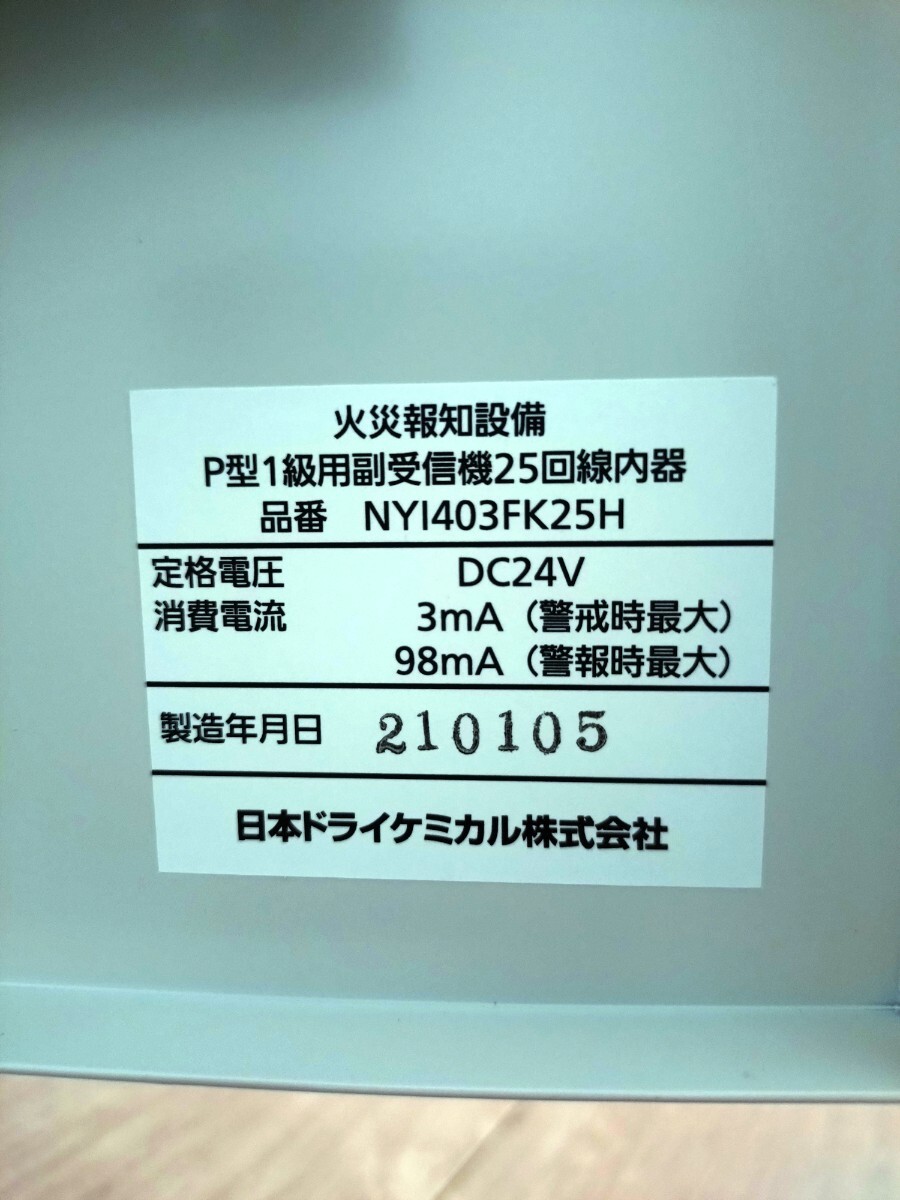 火災報知設備
P型1級用副受信機25回線内器
品番 NYI403FK25H
定格電圧 DC24V
消費電流 3mA（警戒時最大）
98mA（警報時最大）
製造年月日 210105
日本ドライケミカル株式会社